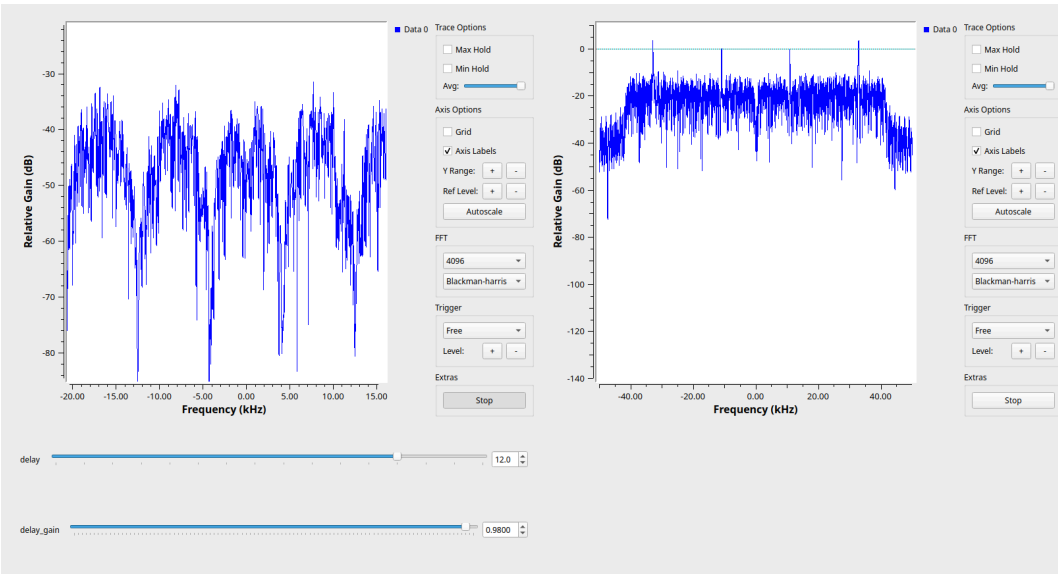 Data 0
Trace Options
Max Hold
Min Hold
Avg:
Axis Options
Grid
Axis Labels
Y Range: + -
Ref Level: + -
Autoscale
FFT
4096
Blackman-harris
Trigger
Free
Level: + -
Extras
Stop
Relative Gain (dB)
-30
-40
-50
-60
-70
-80
-20.00 -15.00 -10.00 -5.00 0.00 5.00 10.00 15.00
Frequency (kHz)
Data 0
Trace Options
Max Hold
Min Hold
Avg:
Axis Options
Grid
Axis Labels
Y Range: + -
Ref Level: + -
Autoscale
FFT
4096
Blackman-harris
Trigger
Free
Level: + -
Extras
Stop
Relative Gain (dB)
0
-20
-40
-60
-80
-100
-120
-140
-40.00 -20.00 0.00 20.00 40.00
Frequency (kHz)
delay 12.0
delay_gain 0.9800